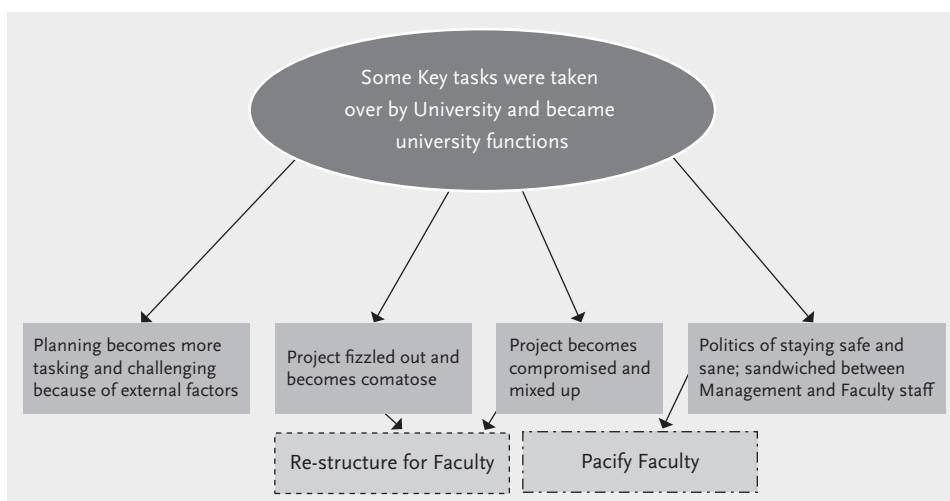 Some Key tasks were taken
over by University and became
university functions
Planning becomes more
tasking and challenging
because of external factors
Project fizzled out and
becomes comatose
Project becomes
compromised and
mixed up
Politics of staying safe and
sane; sandwiched between
Management and Faculty staff
Re-structure for Faculty
Pacify Faculty